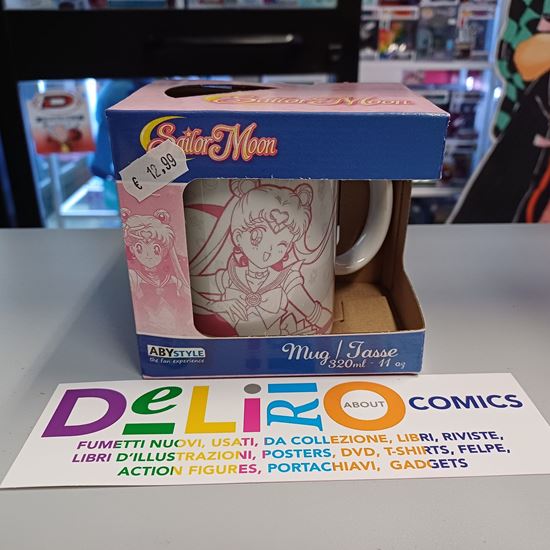 Sailor Moon
Sailor Moon
€ 12,99
ABYSTYLE
the fan experience
Mug / Tasse
320ml - 11 oz
DeLiRIO
ABOUT
COMICS
FUMETTI NUOVI, USATI, DA COLLEZIONE, LIBRI, RIVISTE,
LIBRI D'ILLUSTRAZIONI, POSTERS, DVD, T-SHIRTS, FELPE,
ACTION FIGURES, PORTACHIAVI, GADGETS